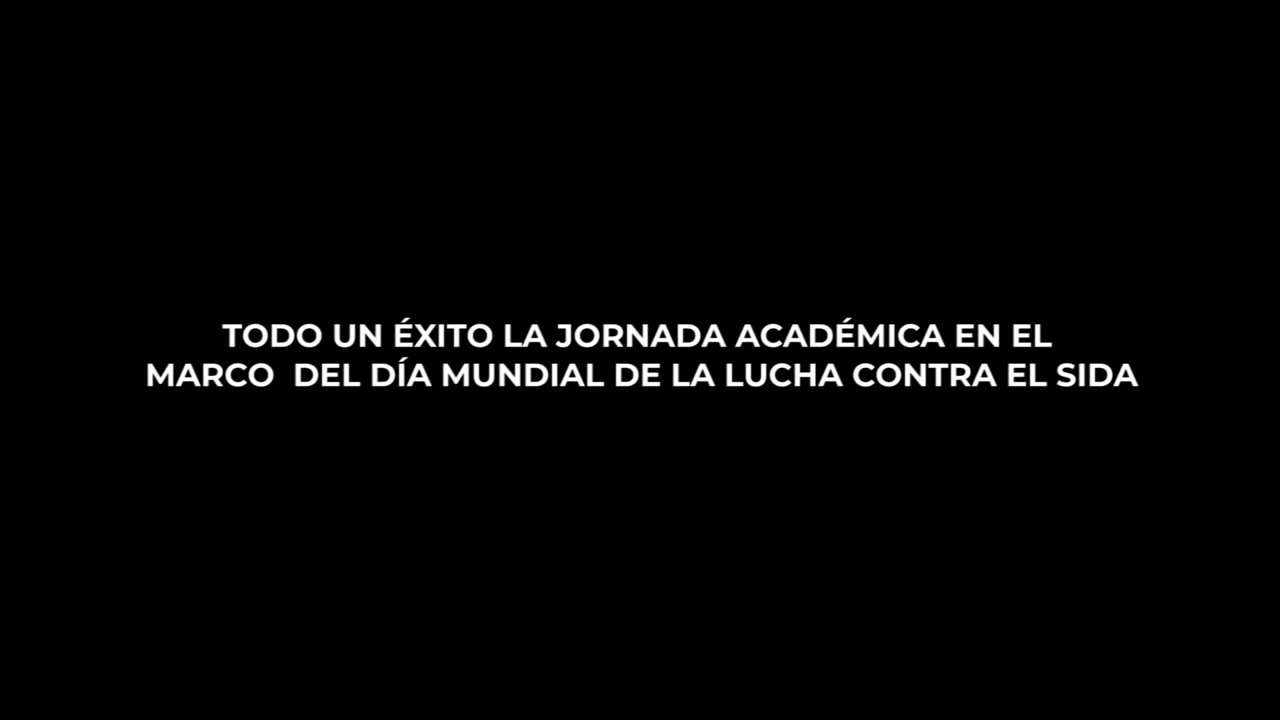 TODO UN ÉXITO LA JORNADA ACADÉMICA EN EL
MARCO  DEL DÍA MUNDIAL DE LA LUCHA CONTRA EL SIDA